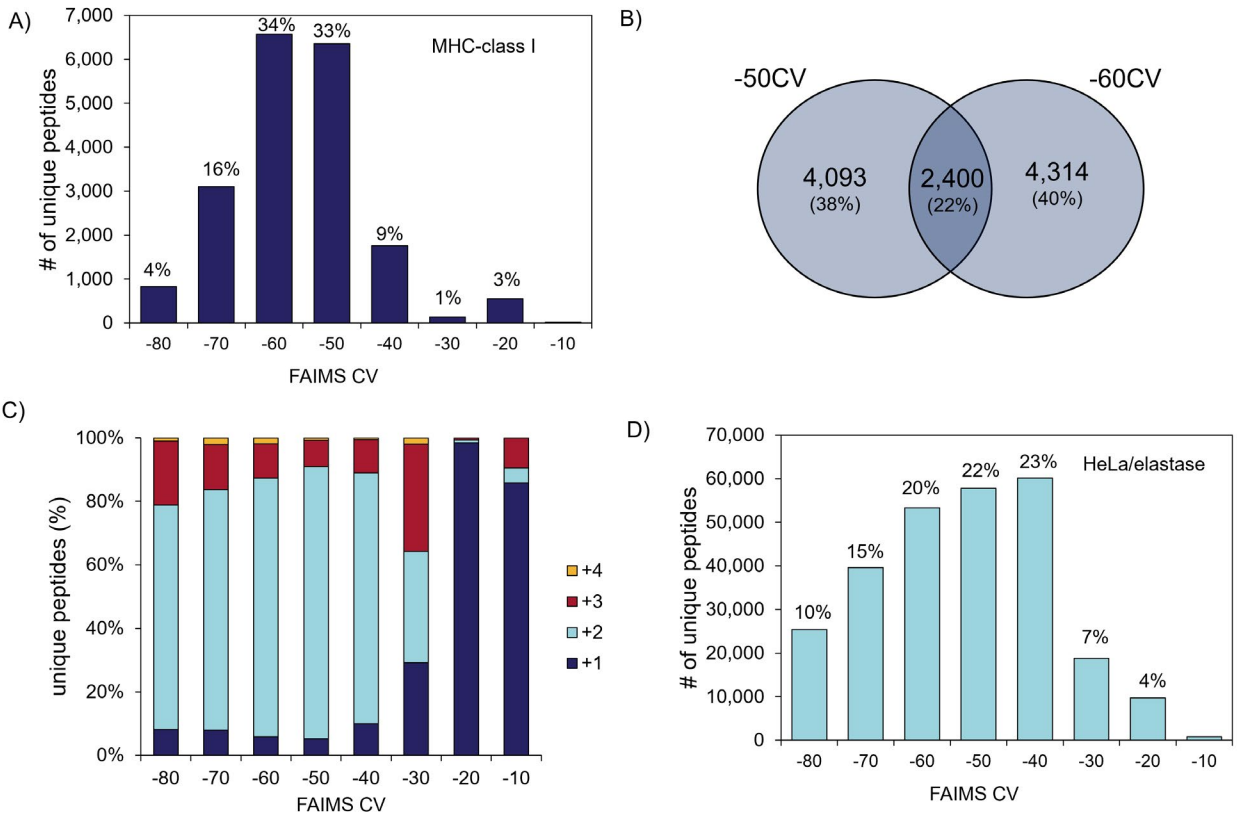 A)
# of unique peptides
7,000
6,000
5,000
4,000
3,000
2,000
1,000
0
MHC-class I
4%
16%
34%
33%
9%
1%
3%
-80 -70 -60 -50 -40 -30 -20 -10
FAIMS CV
B)
-50CV
-60CV
4,093
(38%)
2,400
(22%)
4,314
(40%)
C)
unique peptides (%)
100%
80%
60%
40%
20%
0%
-80 -70 -60 -50 -40 -30 -20 -10
FAIMS CV
+4
+3
+2
+1
D)
# of unique peptides
70,000
60,000
50,000
40,000
30,000
20,000
10,000
0
HeLa/elastase
10%
15%
20%
22%
23%
7%
4%
-80 -70 -60 -50 -40 -30 -20 -10
FAIMS CV